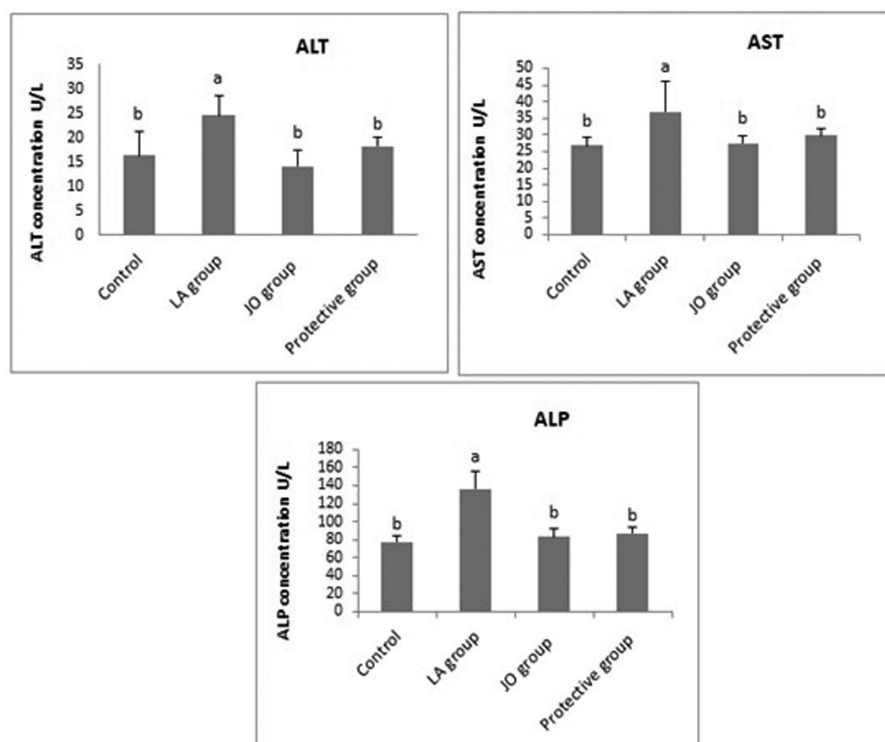 ALT
ALT concentration U/L
35
30
25
20
15
10
5
0
b
a
b
b
Control
LA group
JO group
Protective group
AST
AST concentration U/L
50
45
40
35
30
25
20
15
10
5
0
b
a
b
b
Control
LA group
JO group
Protective group
ALP
ALP concentration U/L
180
160
140
120
100
80
60
40
20
0
b
a
b
b
Control
LA group
JO group
Protective group